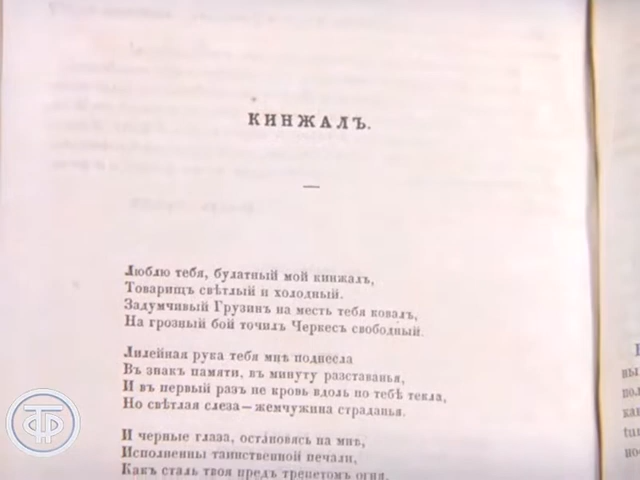 КИНЖАЛЪ.
Люблю тебя, булатный мой кинжалъ,
Товарищъ свѣтлый и холодный.
Задумчивый Грузинъ на месть тебя ковалъ,
На грозный бой точилъ Черкесъ свободный.
Лилейная рука тебя мнѣ поднесла
Въ знакъ памяти, въ минуту разставанья,
И въ первый разъ не кровь вдоль по тебѣ текла,
Но свѣтлая слеза—жемчужина страданья.
И черные глаза, остановясь на мнѣ,
Исполнены таинственной печали,
Какъ сталь твоя предъ трепетомъ огня.